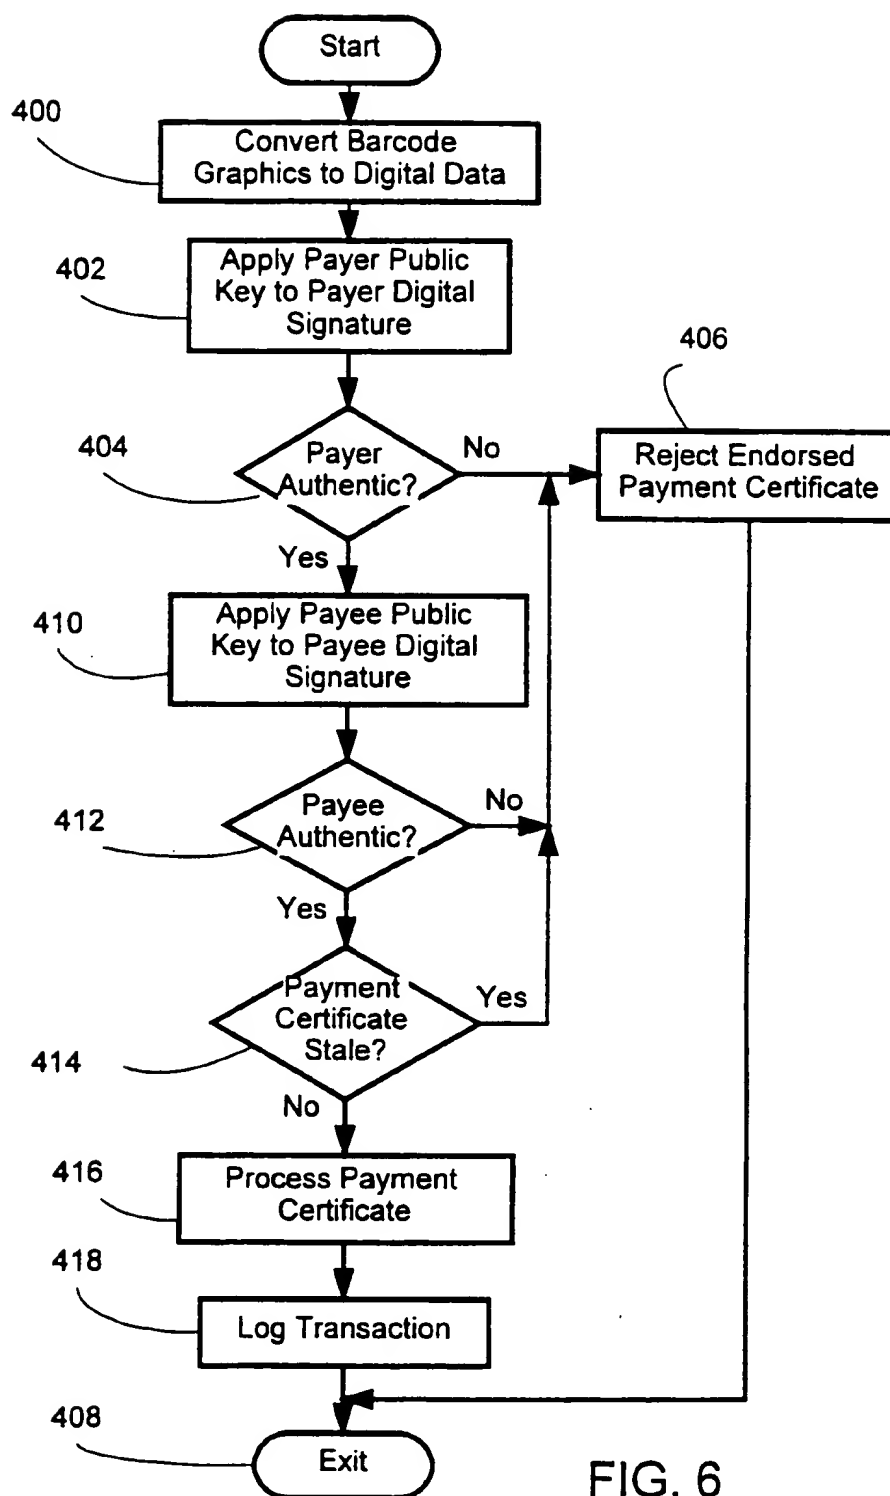 Start
400
Convert Barcode
Graphics to Digital Data
402
Apply Payer Public
Key to Payer Digital
Signature
406
404
Payer
Authentic?
No
Reject Endorsed
Payment Certificate
Yes
410
Apply Payee Public
Key to Payee Digital
Signature
412
Payee
Authentic?
No
Yes
414
Payment
Certificate
Stale?
Yes
No
416
Process Payment
Certificate
418
Log Transaction
408
Exit
FIG. 6